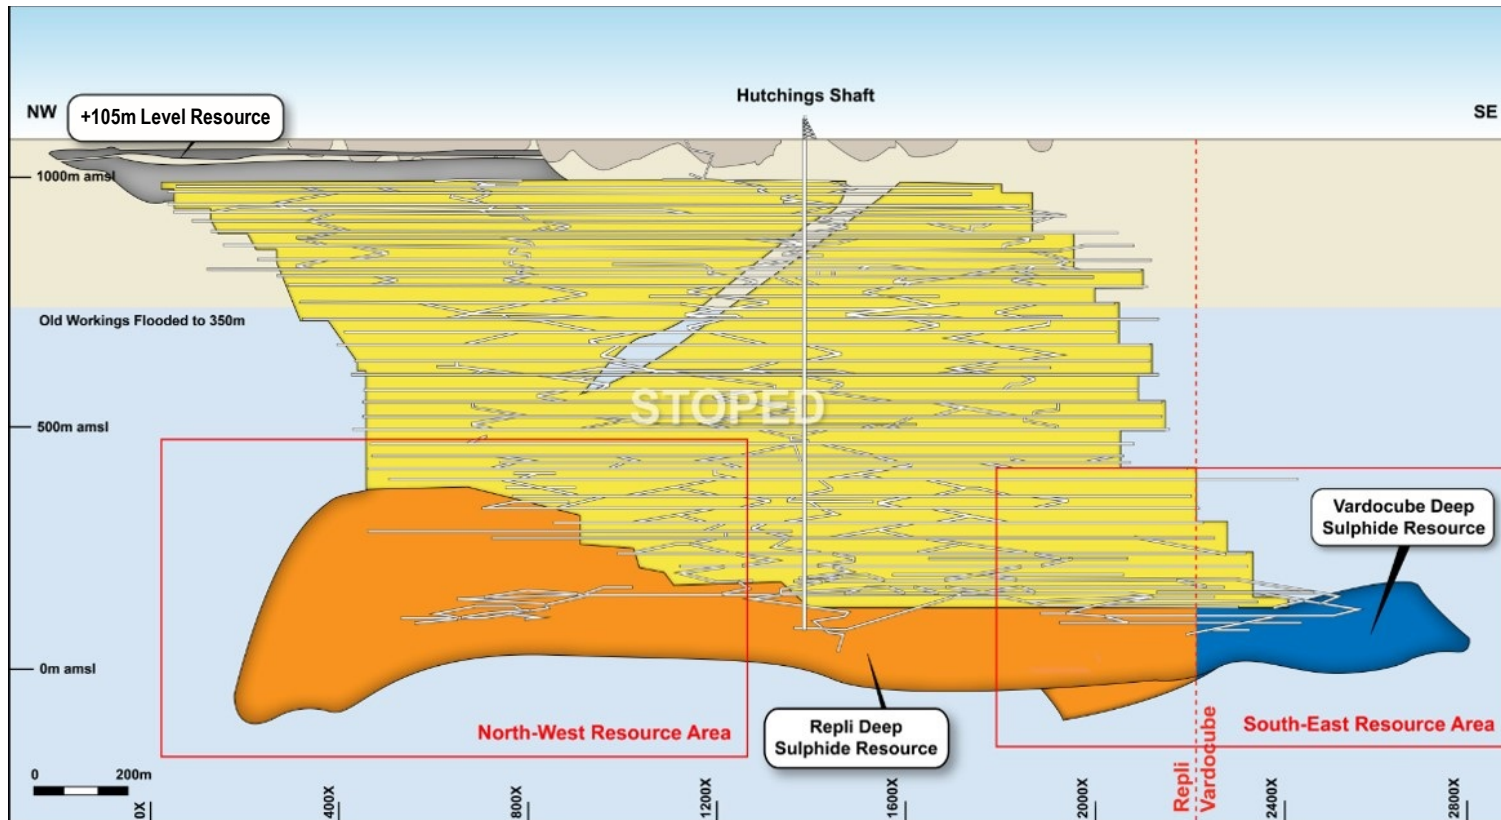 Hutchings Shaft
NW
+105m Level Resource
SE
1000m amsl
Old Workings Flooded to 350m
STOPED
500m amsl
Vardocube Deep
Sulphide Resource
0m amsl
North-West Resource Area
Repli Deep
Sulphide Resource
South-East Resource Area
Repli
Vardocube
0
200m
0X
400X
800X
1200X
1600X
2000X
2400X
2800X